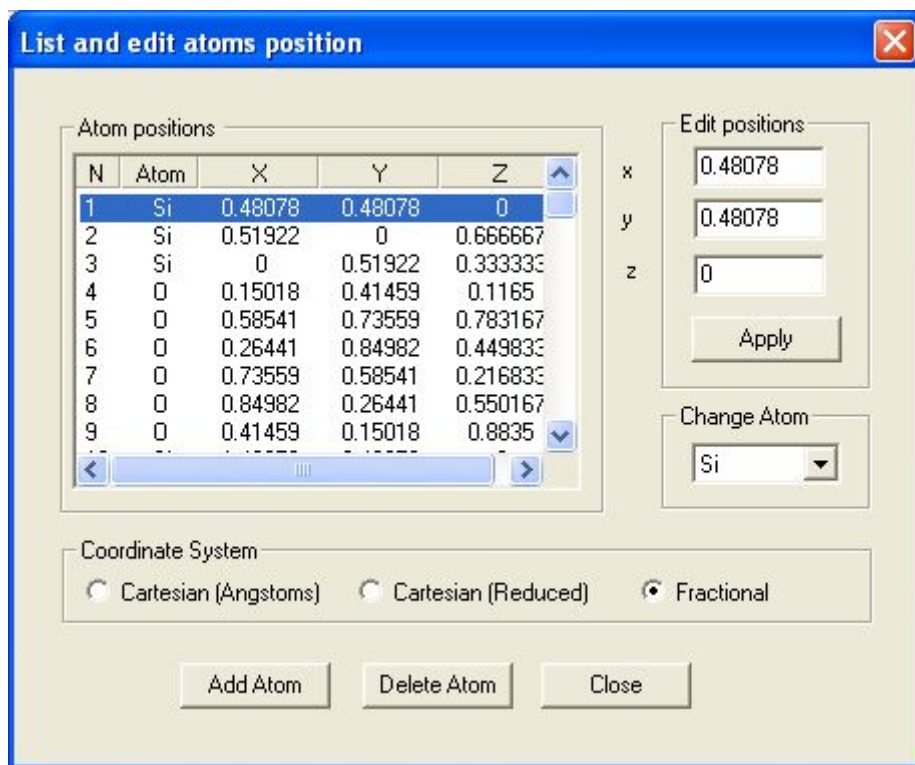 List and edit atoms position
Atom positions
N Atom X Y Z
1 Si 0.48078 0.48078 0
2 Si 0.51922 0 0.666667
3 Si 0 0.51922 0.333333
4 O 0.15018 0.41459 0.1165
5 O 0.58541 0.73559 0.783167
6 O 0.26441 0.84982 0.449833
7 O 0.73559 0.58541 0.216833
8 O 0.84982 0.26441 0.550167
9 O 0.41459 0.15018 0.8835
Edit positions
x 0.48078
y 0.48078
z 0
Apply
Change Atom
Si
Coordinate System
Cartesian (Angstoms) Cartesian (Reduced) Fractional
Add Atom Delete Atom Close